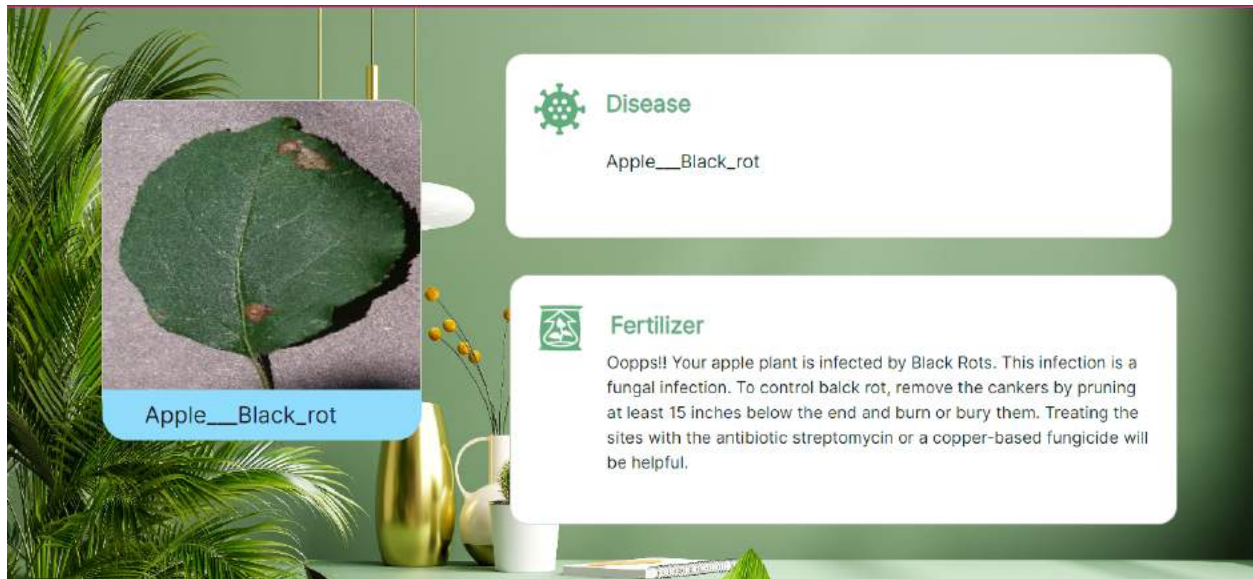 Apple___Black_rot
Disease
Apple___Black_rot
Fertilizer
Oopps!! Your apple plant is infected by Black Rots. This infection is a
fungal infection. To control balck rot, remove the cankers by pruning
at least 15 inches below the end and burn or bury them. Treating the
sites with the antibiotic streptomycin or a copper-based fungicide will
be helpful.